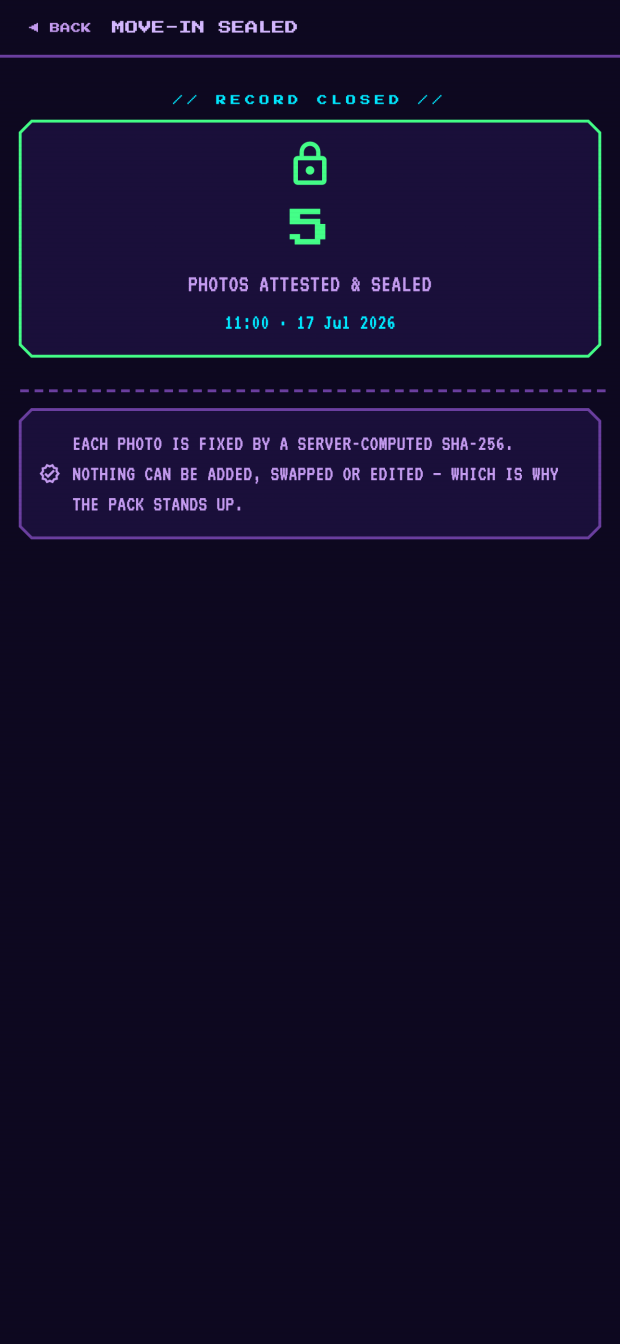 ◄ BACK MOVE-IN SEALED
// RECORD CLOSED //
5
PHOTOS ATTESTED & SEALED
11:00 · 17 Jul 2026
EACH PHOTO IS FIXED BY A SERVER-COMPUTED SHA-256.
NOTHING CAN BE ADDED, SWAPPED OR EDITED – WHICH IS WHY
THE PACK STANDS UP.